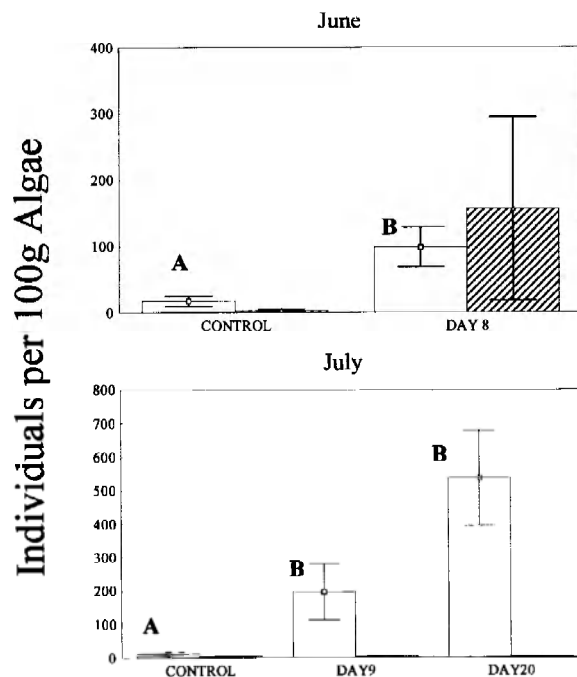 June
Individuals per 100g Algae
400
300
200
100
0
A
B
CONTROL DAY 8
July
800
700
600
500
400
300
200
100
0
A
B
B
CONTROL DAY9 DAY20